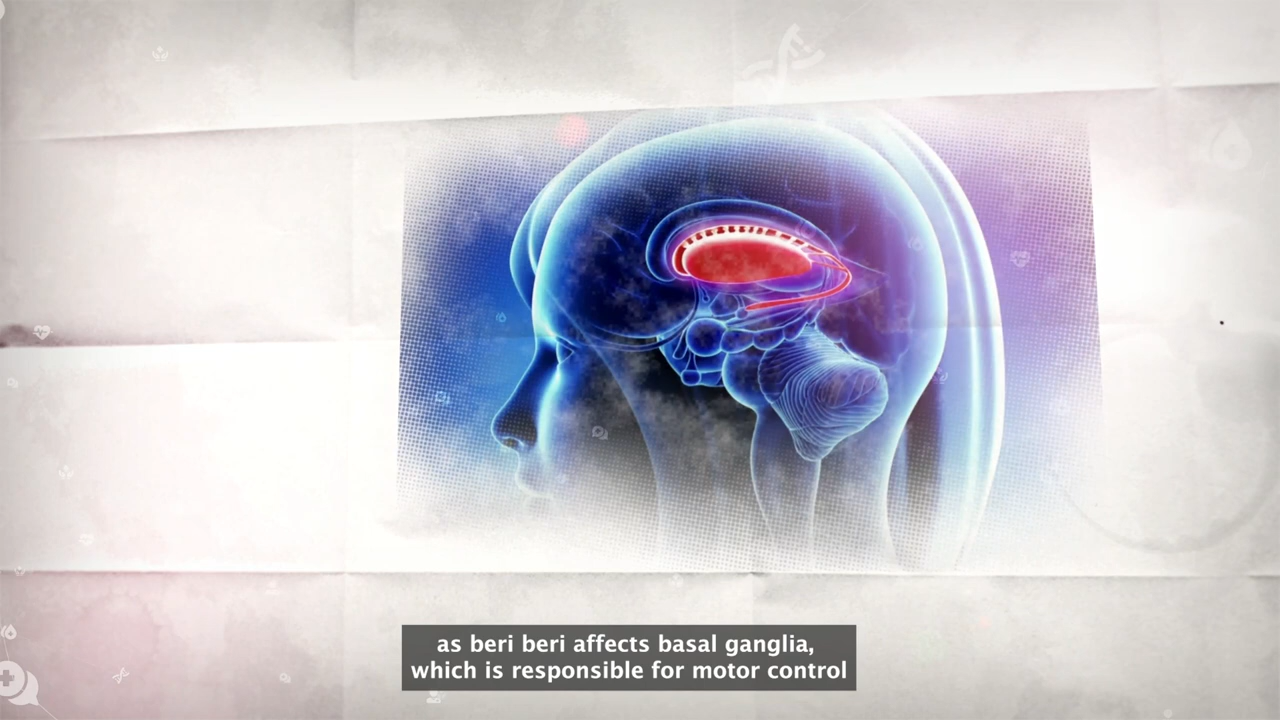 as beri beri affects basal ganglia,
which is responsible for motor control